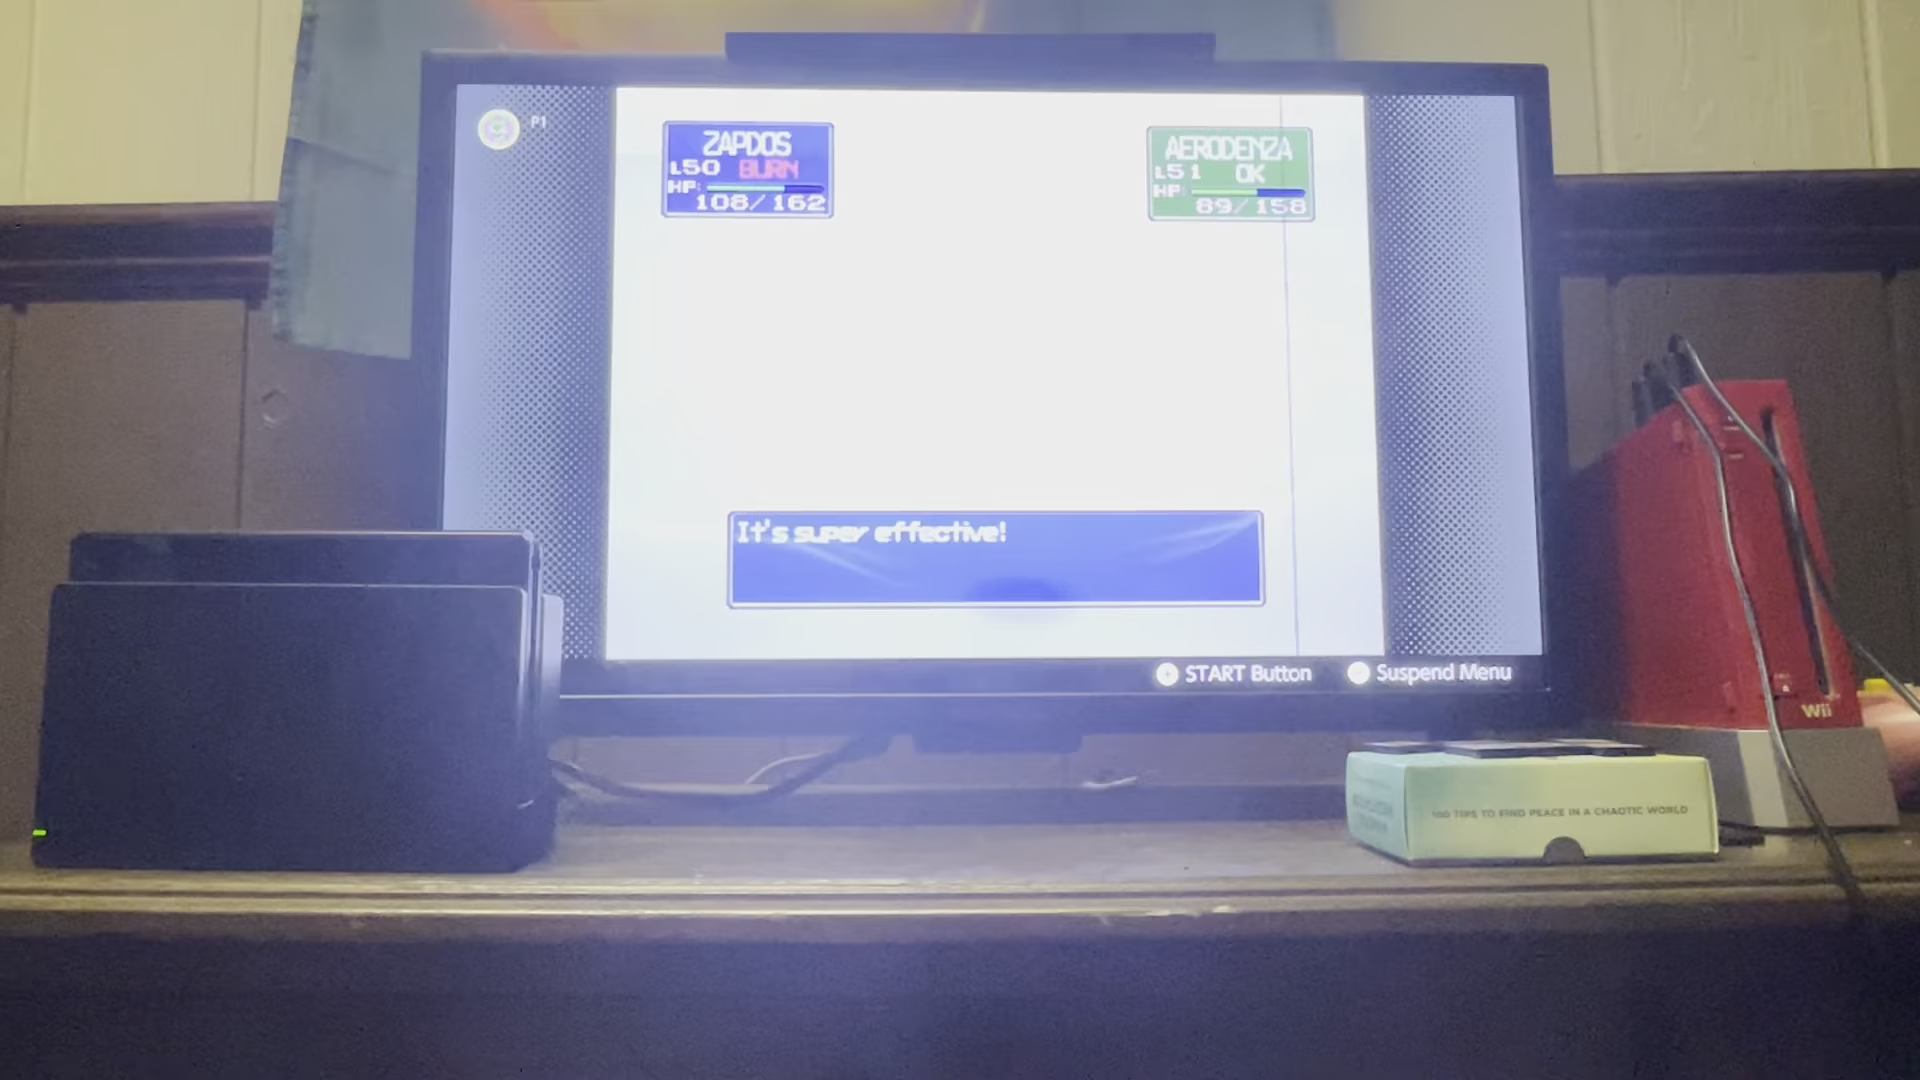 P1
ZAPDOS
L50 BURN
HP:
108/162
AERODENZA
L51 OK
HP:
89/158
It's super effective!
START Button
Suspend Menu
Wii
100 TIPS TO FIND PEACE IN A CHAOTIC WORLD